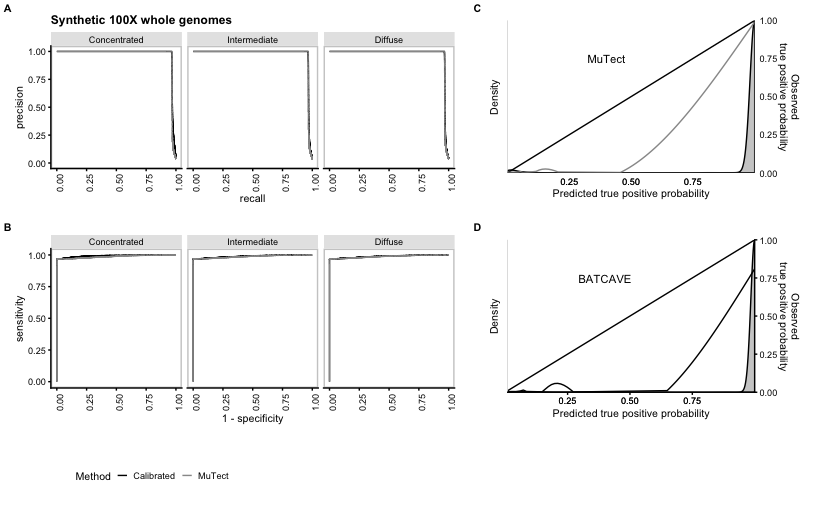 A
Synthetic 100X whole genomes
Concentrated
Intermediate
Diffuse
precision
1.00
0.75
0.50
0.25
0.00
0.00 0.25 0.50 0.75 1.00
0.00 0.25 0.50 0.75 1.00
0.00 0.25 0.50 0.75 1.00
recall
B
Concentrated
Intermediate
Diffuse
sensitivity
1.00
0.75
0.50
0.25
0.00
0.00 0.25 0.50 0.75 1.00
0.00 0.25 0.50 0.75 1.00
0.00 0.25 0.50 0.75 1.00
1 - specificity
Method Calibrated MuTect
C
MuTect
Density
1.00
0.75
0.50
0.25
0.00
Observed
true positive probability
0.25 0.50 0.75
Predicted true positive probability
D
BATCAVE
Density
1.00
0.75
0.50
0.25
0.00
Observed
true positive probability
0.25 0.50 0.75
Predicted true positive probability